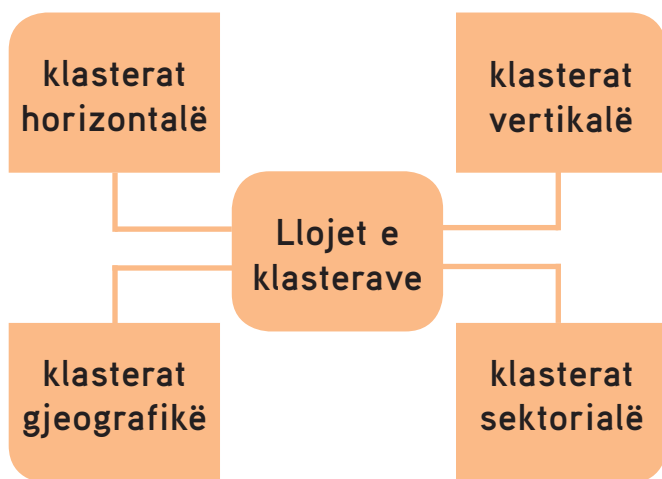 klasterat
horizontalë
klasterat
vertikalë
Llojet e
klasterave
klasterat
gjeografikë
klasterat
sektorialë